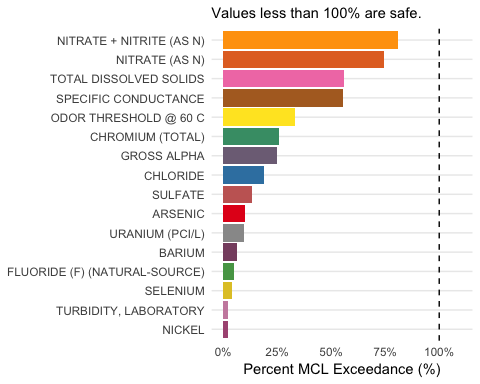 Values less than 100% are safe.
NITRATE + NITRITE (AS N)
NITRATE (AS N)
TOTAL DISSOLVED SOLIDS
SPECIFIC CONDUCTANCE
ODOR THRESHOLD @ 60 C
CHROMIUM (TOTAL)
GROSS ALPHA
CHLORIDE
SULFATE
ARSENIC
URANIUM (PCI/L)
BARIUM
FLUORIDE (F) (NATURAL-SOURCE)
SELENIUM
TURBIDITY, LABORATORY
NICKEL
0% 25% 50% 75% 100%
Percent MCL Exceedance (%)